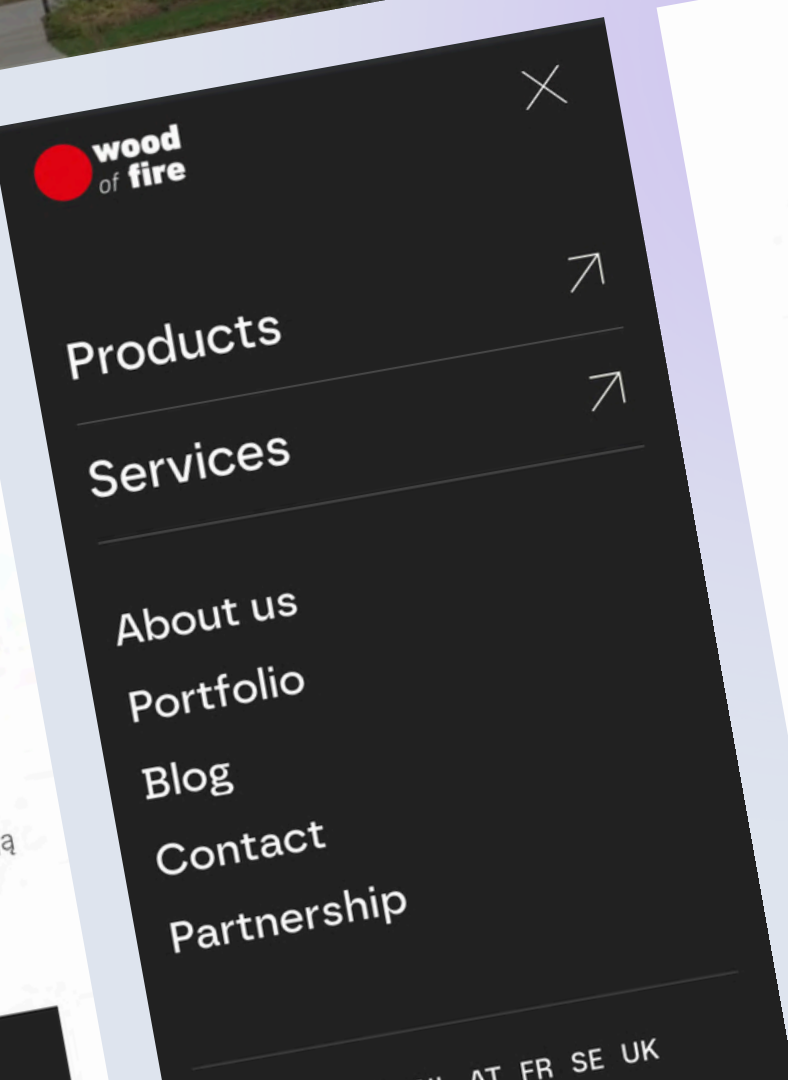 wood
of fire
Products
Services
About us
Portfolio
Blog
Contact
Partnership
AT FR SE UK
ą